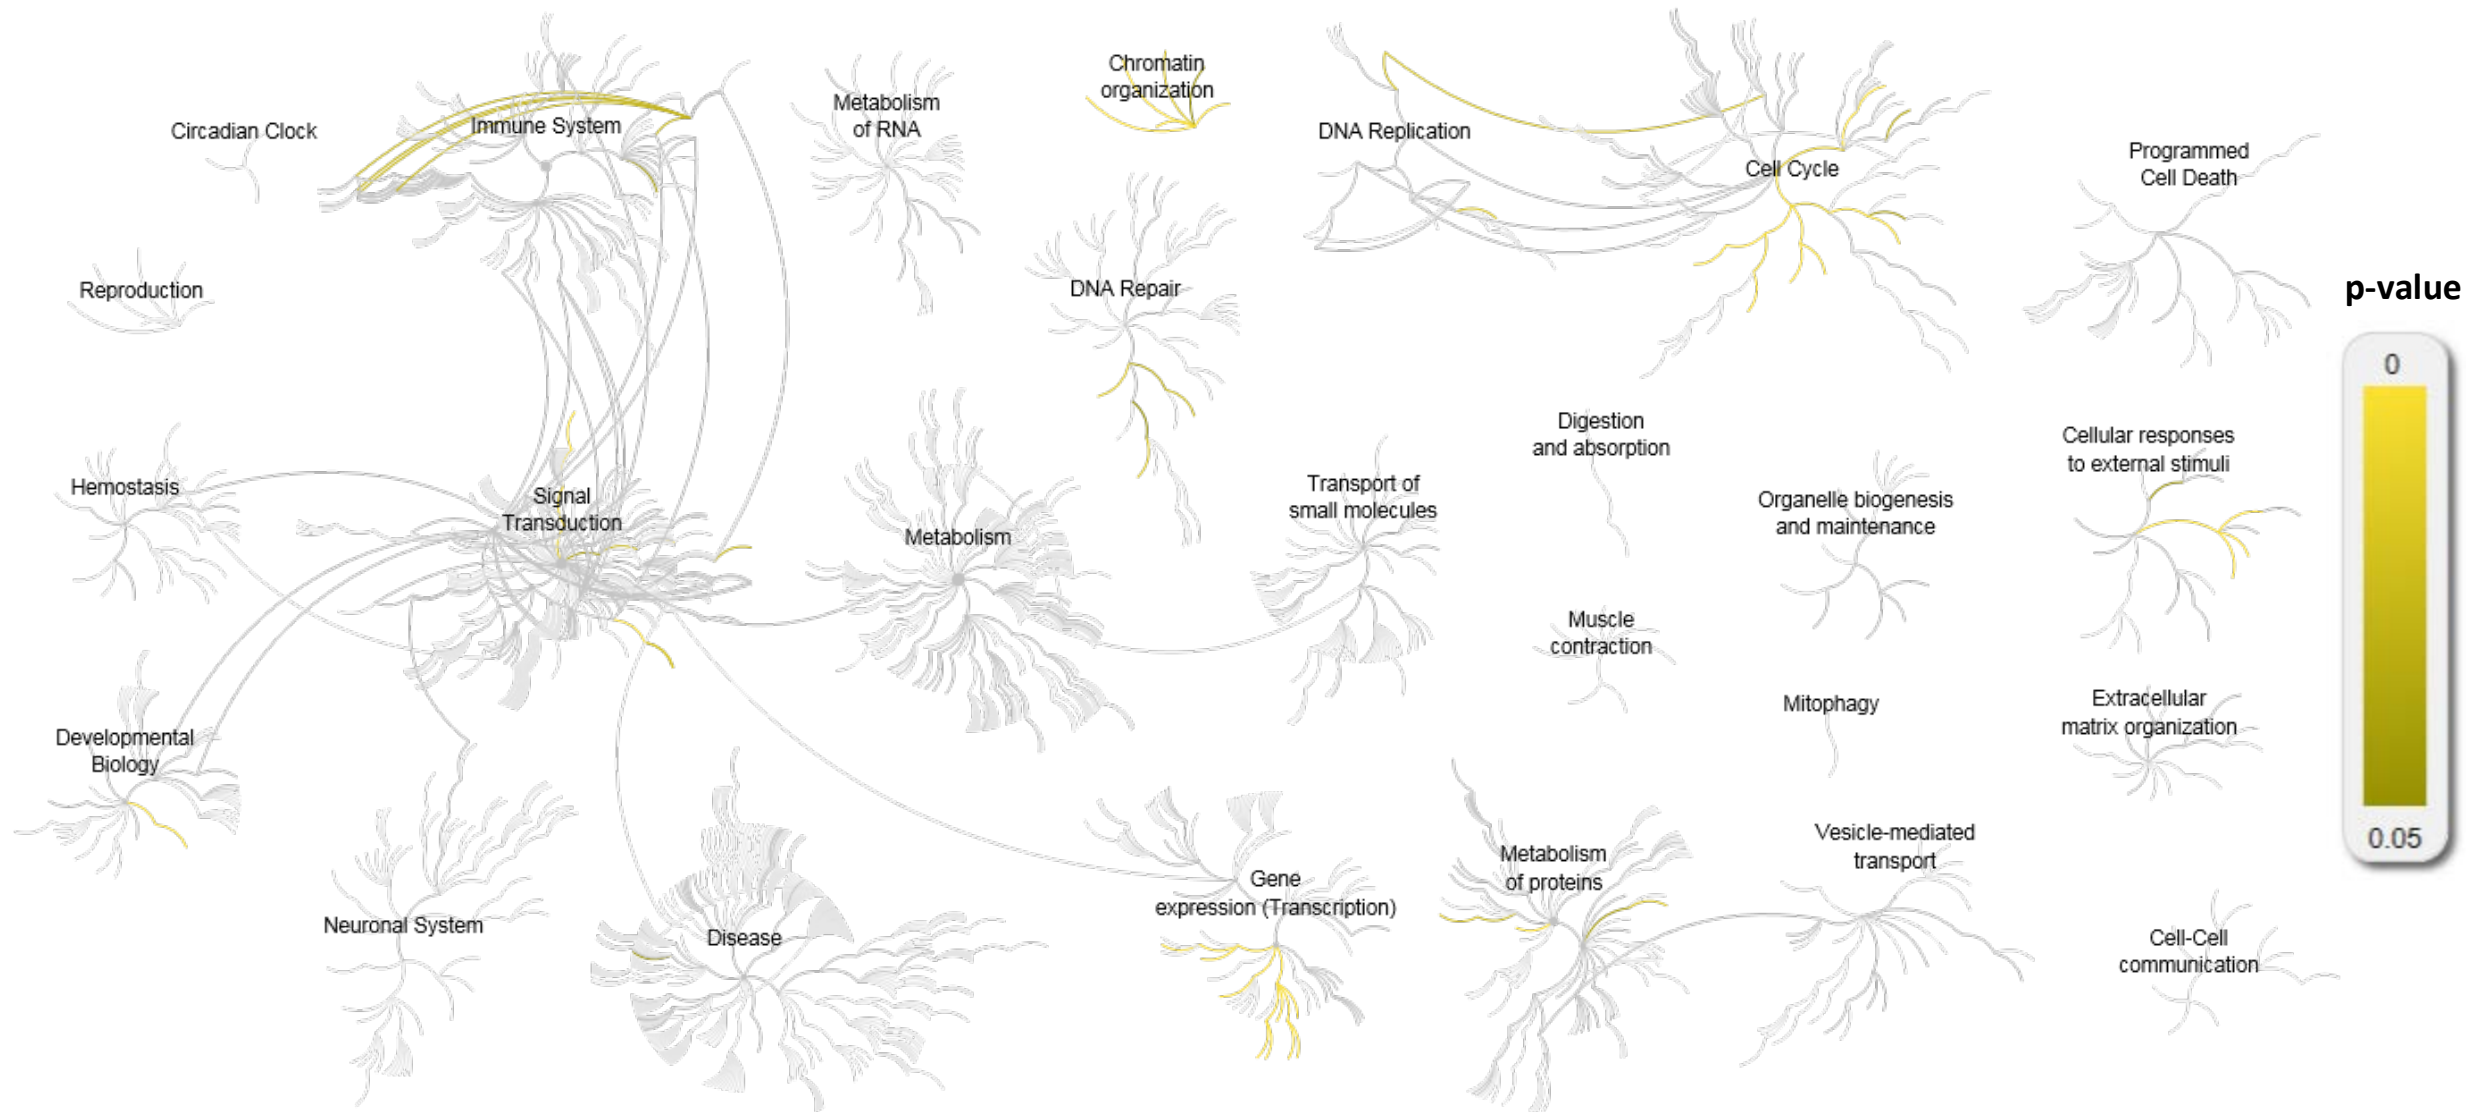 Chromatin
organization
Metabolism
of RNA
Circadian Clock
Immune System
DNA Replication
Cell Cycle
Programmed
Cell Death
Reproduction
DNA Repair
p-value
0
0.05
Digestion
and absorption
Cellular responses
to external stimuli
Hemostasis
Signal
Transduction
Metabolism
Transport of
small molecules
Organelle biogenesis
and maintenance
Muscle
contraction
Mitophagy
Extracellular
matrix organization
Developmental
Biology
Neuronal System
Disease
Gene
expression (Transcription)
Metabolism
of proteins
Vesicle-mediated
transport
Cell-Cell
communication